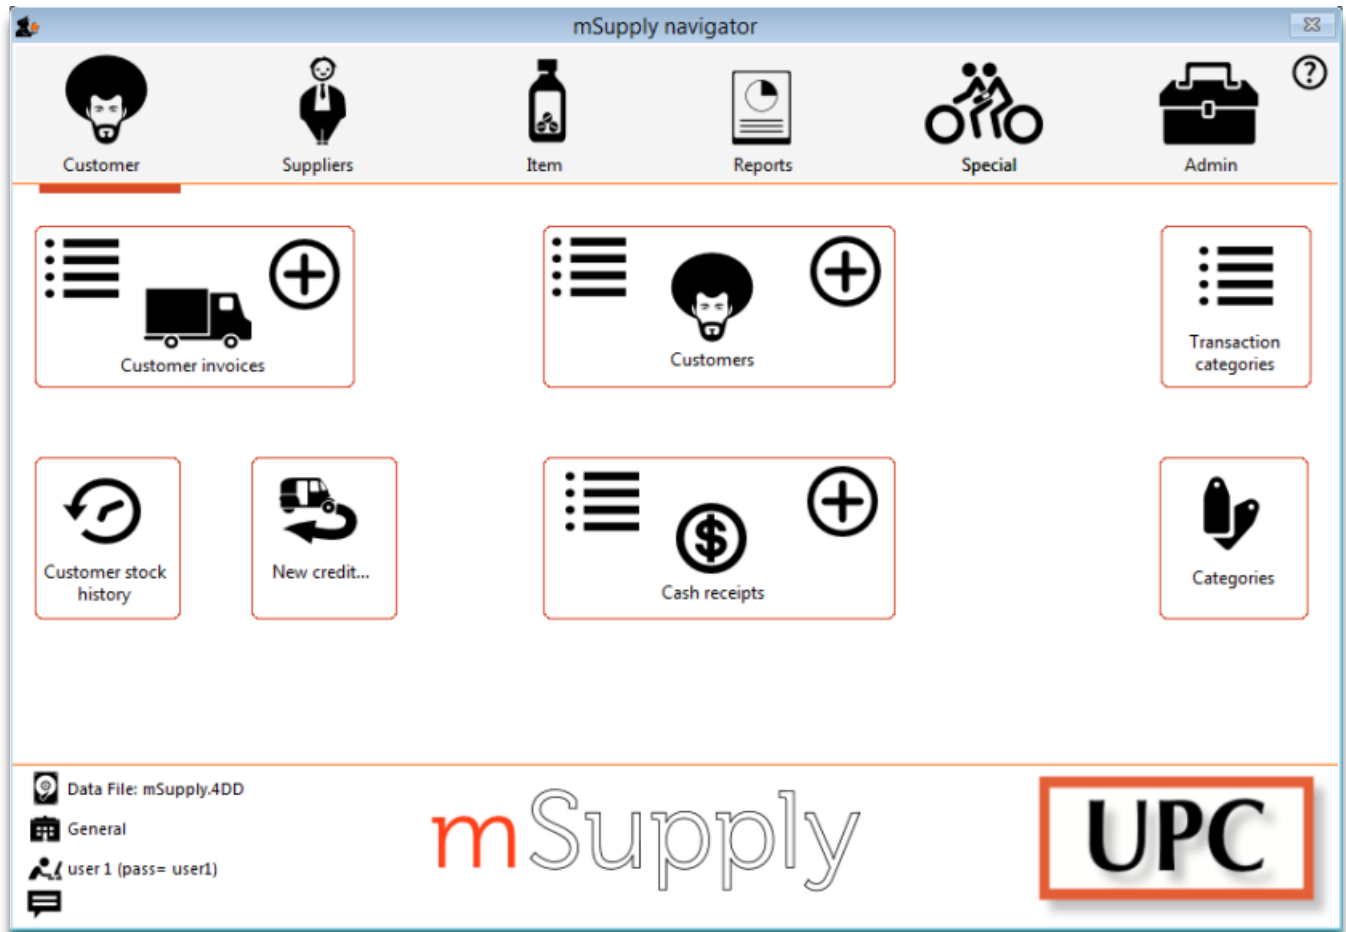 mSupply navigator
?
Customer
Suppliers
Item
Reports
Special
Admin
Customer invoices
Customers
Transaction
categories
Customer stock
history
New credit...
$
Cash receipts
Categories
Data File: mSupply.4DD
General
user 1 (pass= user1)
mSupply
UPC